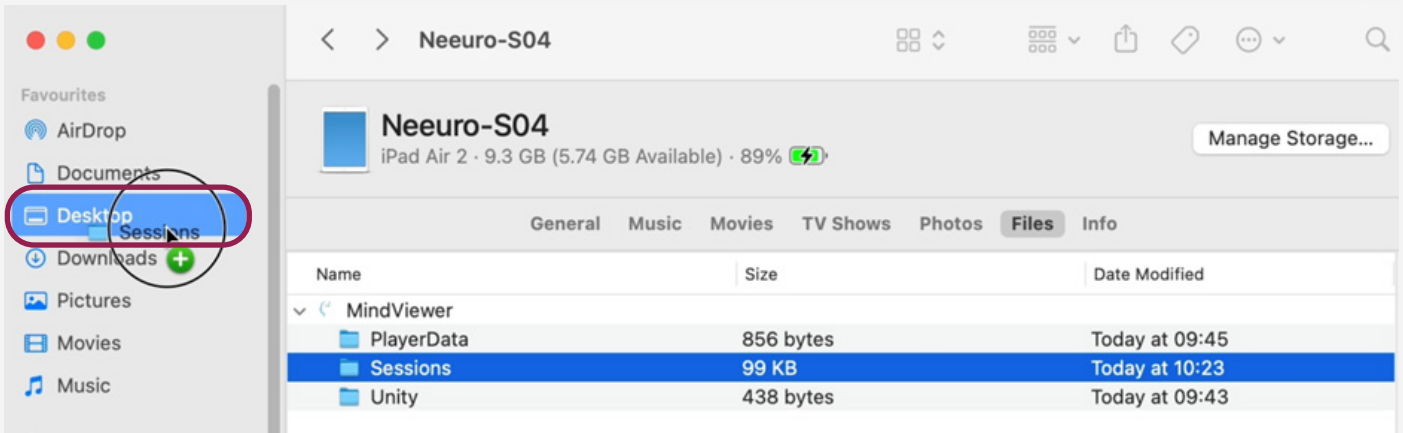 Neeuro-S04
Favourites
AirDrop
Documents
Desktop
Sessions
Downloads
Pictures
Movies
Music
Neeuro-S04
iPad Air 2 · 9.3 GB (5.74 GB Available) · 89%
Manage Storage...
General Music Movies TV Shows Photos Files Info
Name Size Date Modified
MindViewer
PlayerData 856 bytes Today at 09:45
Sessions 99 KB Today at 10:23
Unity 438 bytes Today at 09:43